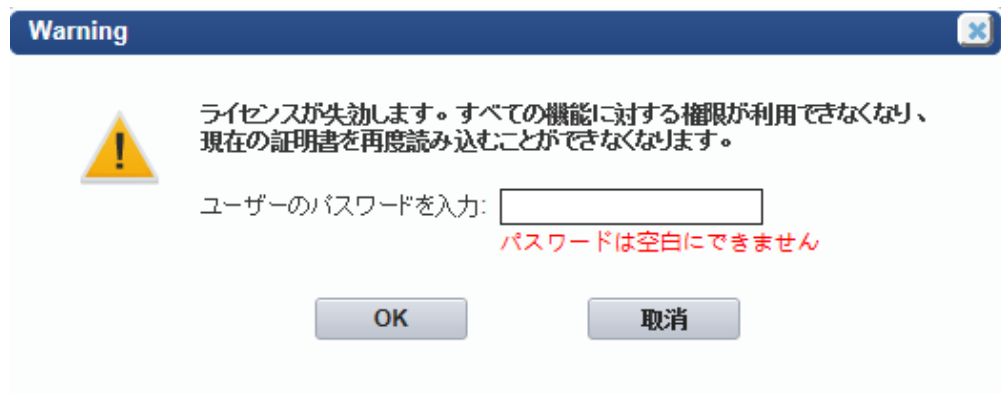 Warning
ライセンスが失効します。すべての機能に対する権限が利用できなくなり、
現在の証明書を再度読み込むことができなくなります。
ユーザーのパスワードを入力:
パスワードは空白にできません
OK
取消